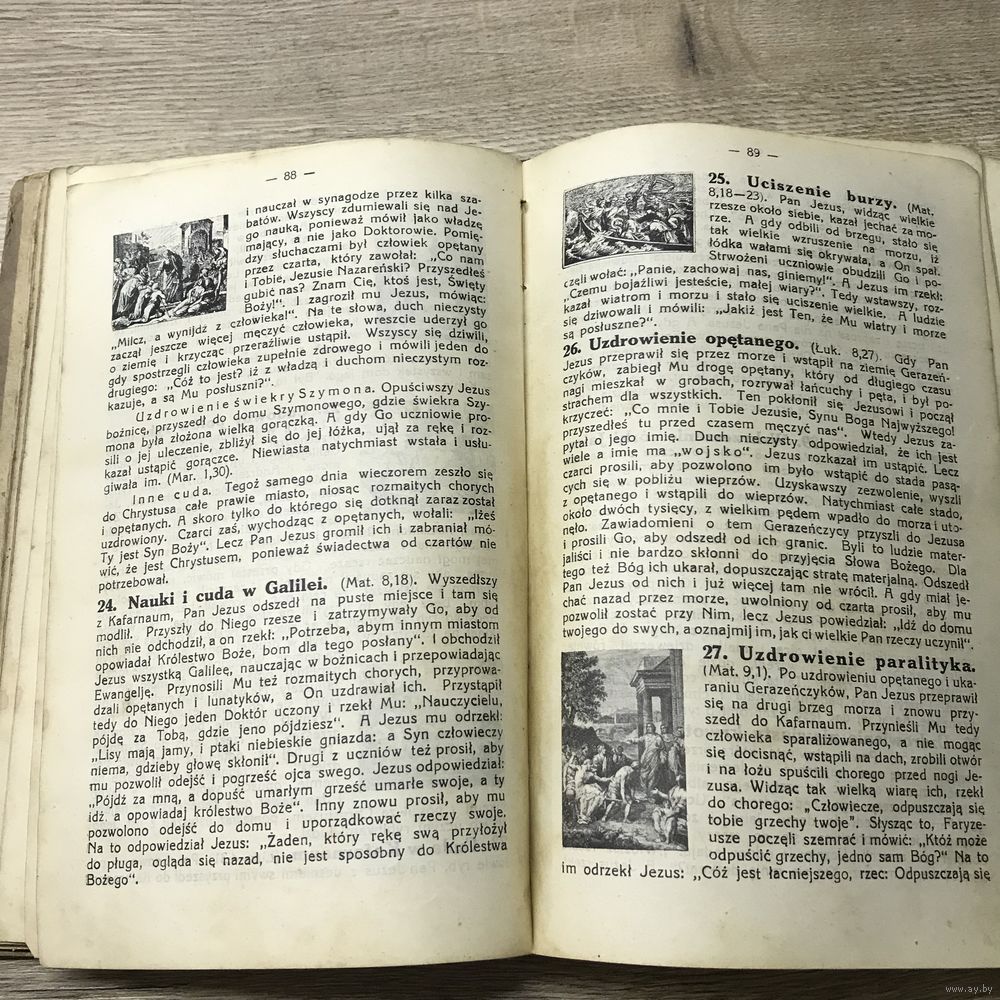 — 88 —
i nauczał w synagodze przez kilka sza-
batów. Wszyscy zdumiewali się nad Je-
go nauką, ponieważ mówił jako władzę
mający, a nie jako Doktorowie. Pomię-
dzy słuchaczami był człowiek opętany
przez czarta, który zawołał: „Co nam
i Tobie, Jezusie Nazareński? Przyszedłeś
gubić nas? Znam Cię, ktoś jest, Święty
Boży!“. I zagroził mu Jezus, mówiąc:
„Milcz, a wynijdź z człowieka!“. Na te słowa, duch nieczysty
zaczął jeszcze więcej męczyć człowieka, wreszcie uderzył go
o ziemię i krzycząc przeraźliwie ustąpił. Wszyscy się dziwili,
gdy spostrzegli człowieka zupełnie zdrowego i mówili jeden do
drugiego: „Cóż to jest? iż z władzą i duchom nieczystym roz-
kazuje, a są Mu posłuszni?“.
Uzdrowienie świekry Szymona. Opuściwszy Jezus
bożnicę, przyszedł do domu Szymonowego, gdzie świekra Szy-
mona była złożona wielką gorączką. A gdy Go uczniowie pro-
sili o jej uleczenie, zbliżył się do jej łóżka, ujął za rękę i roz-
kazał ustąpić gorączce. Niewiasta natychmiast wstała i usłu-
giwała im. (Mar. 1,30).
Inne cuda. Tegoż samego dnia wieczorem zeszło się
do Chrystusa całe prawie miasto, niosąc rozmaitych chorych
i opętanych. A skoro tylko do którego się dotknął zaraz został
uzdrowiony. Czarci zaś, wychodząc z opętanych, wołali: „Iżeś
Ty jest Syn Boży“. Lecz Pan Jezus gromił ich i zabraniał mó-
wić, że jest Chrystusem, ponieważ świadectwa od czartów nie
potrzebował.
24. Nauki i cuda w Galilei. (Mat. 8,18). Wyszedłszy
z Kafarnaum, Pan Jezus odszedł na puste miejsce i tam się
modlił. Przyszły do Niego rzesze i zatrzymywały Go, aby od
nich nie odchodził, a on rzekł: „Potrzeba, abym innym miastom
opowiadał Królestwo Boże, bom dla tego posłany“. I obchodził
Jezus wszystką Galileę, nauczając w bożnicach i przepowiadając
Ewangelję. Przynosili Mu też rozmaitych chorych, przyprowa-
dzali opętanych i lunatyków, a On uzdrawiał ich. Przystąpił
tedy do Niego jeden Doktór uczony i rzekł Mu: „Nauczycielu,
pójdę za Tobą, gdzie jeno pójdziesz“. A Jezus mu odrzekł:
„Lisy mają jamy, i ptaki niebieskie gniazda: a Syn człowieczy
niema, gdzieby głowę skłonił“. Drugi z uczniów też prosił, aby
mu pozwolił odejść i pogrześć ojca swego. Jezus odpowiedział:
„Pójdź za mną, a dopuść umarłym grześć umarłe swoje, a ty
idź. a opowiadaj królestwo Boże“. Inny znowu prosił, aby mu
pozwolono odejść do domu i uporządkować rzeczy swoje.
Na to odpowiedział Jezus: „Żaden, który rękę swą przyłożył
do pługa, ogląda się nazad, nie jest sposobny do Królestwa
Bożego“.
— 89 —
25. Uciszenie burzy. (Mat.
8,18—23). Pan Jezus, widząc wielkie
rzesze około siebie, kazał jechać za mo-
rze. A gdy odbili od brzegu, stało się
tak wielkie wzruszenie na morzu, iż
łódka wałami się okrywała, a On spał.
Strwożeni uczniowie obudzili Go i po-
częli wołać: „Panie, zachowaj nas, giniemy!“. A Jezus im rzekł:
„Czemu bojaźliwi jesteście, małej wiary?“. Tedy wstawszy, roz-
kazał wiatrom i morzu i stało się uciszenie wielkie. A ludzie
się dziwowali i mówili: „Jakiż jest Ten, że Mu wiatry i morze
są posłuszne?“.
26. Uzdrowienie opętanego. (Łuk. 8,27). Gdy Pan
Jezus przeprawił się przez morze i wstąpił na ziemię Gerazeń-
czyków, zabiegł Mu drogę opętany, który od długiego czasu
nagi mieszkał w grobach, rozrywał łańcuchy i pęta, i był po-
strachem dla wszystkich. Ten pokłonił się Jezusowi i począł
krzyczeć: „Co mnie i Tobie Jezusie, Synu Boga Najwyższego!
przyszedłeś tu przed czasem męczyć nas“. Wtedy Jezus za-
pytał o jego imię. Duch nieczysty odpowiedział, że ich jest
wiele a imię ma „wojsko“. Jezus rozkazał im ustąpić. Lecz
czarci prosili, aby pozwolono im było wstąpić do stada pasą-
cych się w pobliżu wieprzów. Uzyskawszy zezwolenie, wyszli
z opętanego i wstąpili do wieprzów. Natychmiast całe stado,
około dwóch tysięcy, z wielkim pędem wpadło do morza i uto-
nęło. Zawiadomieni o tem Gerazeńczycy przyszli do Jezusa
i prosili Go, aby odszedł od ich granic. Byli to ludzie mater-
jaliści i nie bardzo skłonni do przyjęcia Słowa Bożego. Dla
tego też Bóg ich ukarał, dopuszczając stratę materjalną. Odszedł
Pan Jezus od nich i już więcej tam nie wrócił. A gdy miał je-
chać nazad przez morze, uwolniony od czarta prosił, aby mu
pozwolił zostać przy Nim, lecz Jezus powiedział: „Idź do domu
twojego do swych, a oznajmij im, jak ci wielkie Pan rzeczy uczynił“.
27. Uzdrowienie paralityka.
(Mat. 9,1). Po uzdrowieniu opętanego i uka-
raniu Gerazeńczyków, Pan Jezus przeprawił
się na drugi brzeg morza i znowu przy-
szedł do Kafarnaum. Przynieśli Mu tedy
człowieka sparaliżowanego, a nie mogąc
się docisnąć, wstąpili na dach, zrobili otwór
i na łożu spuścili chorego przed nogi Je-
zusa. Widząc tak wielką wiarę ich, rzekł
do chorego: „Człowiecze, odpuszczają się
tobie grzechy twoje“. Słysząc to, Faryze-
usze poczęli szemrać i mówić: „Któż może
odpuścić grzechy, jedno sam Bóg?“ Na to
im odrzekł Jezus: „Cóż jest łacniejszego, rzec: Odpuszczają się
www.ay.by